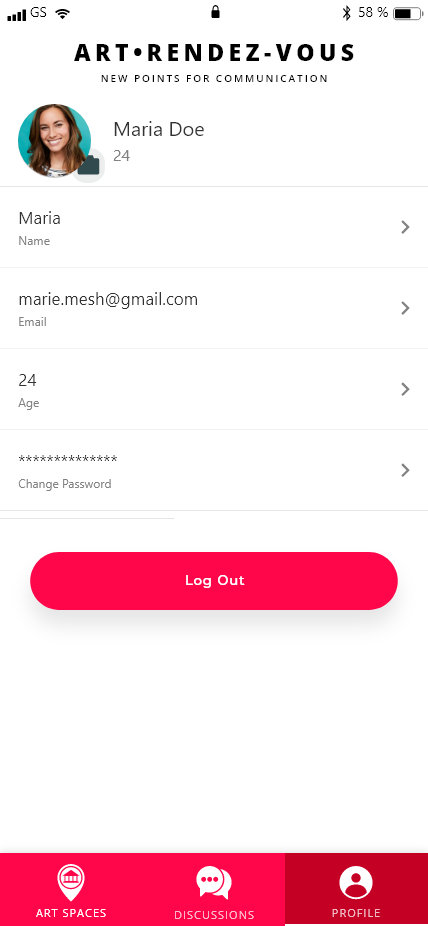 GS
58 %
ART•RENDEZ-VOUS
NEW POINTS FOR COMMUNICATION
Maria Doe
24
Maria
Name
marie.mesh@gmail.com
Email
24
Age
**************
Change Password
Log Out
ART SPACES
DISCUSSIONS
PROFILE